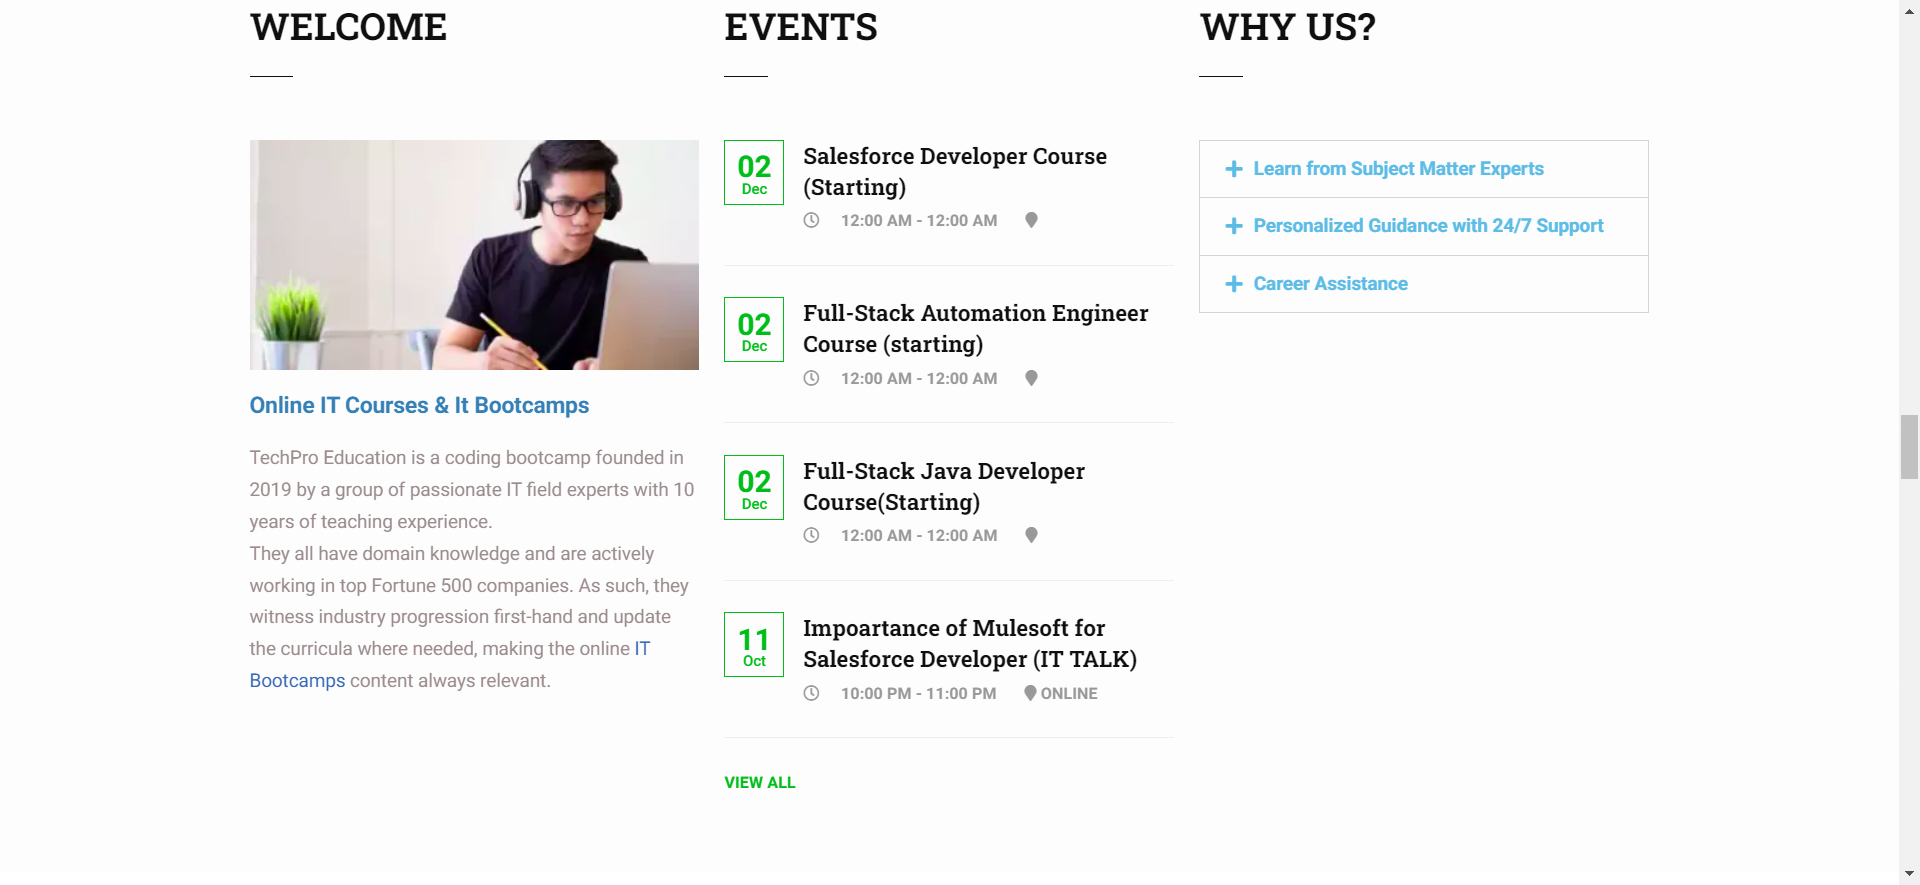 WELCOME
Online IT Courses & It Bootcamps
TechPro Education is a coding bootcamp founded in
2019 by a group of passionate IT field experts with 10
years of teaching experience.
They all have domain knowledge and are actively
working in top Fortune 500 companies. As such, they
witness industry progression first-hand and update
the curricula where needed, making the online IT
Bootcamps content always relevant.
EVENTS
02
Dec
Salesforce Developer Course
(Starting)
12:00 AM - 12:00 AM
02
Dec
Full-Stack Automation Engineer
Course (starting)
12:00 AM - 12:00 AM
02
Dec
Full-Stack Java Developer
Course(Starting)
12:00 AM - 12:00 AM
11
Oct
Impoartance of Mulesoft for
Salesforce Developer (IT TALK)
10:00 PM - 11:00 PM ONLINE
VIEW ALL
WHY US?
Learn from Subject Matter Experts
Personalized Guidance with 24/7 Support
Career Assistance